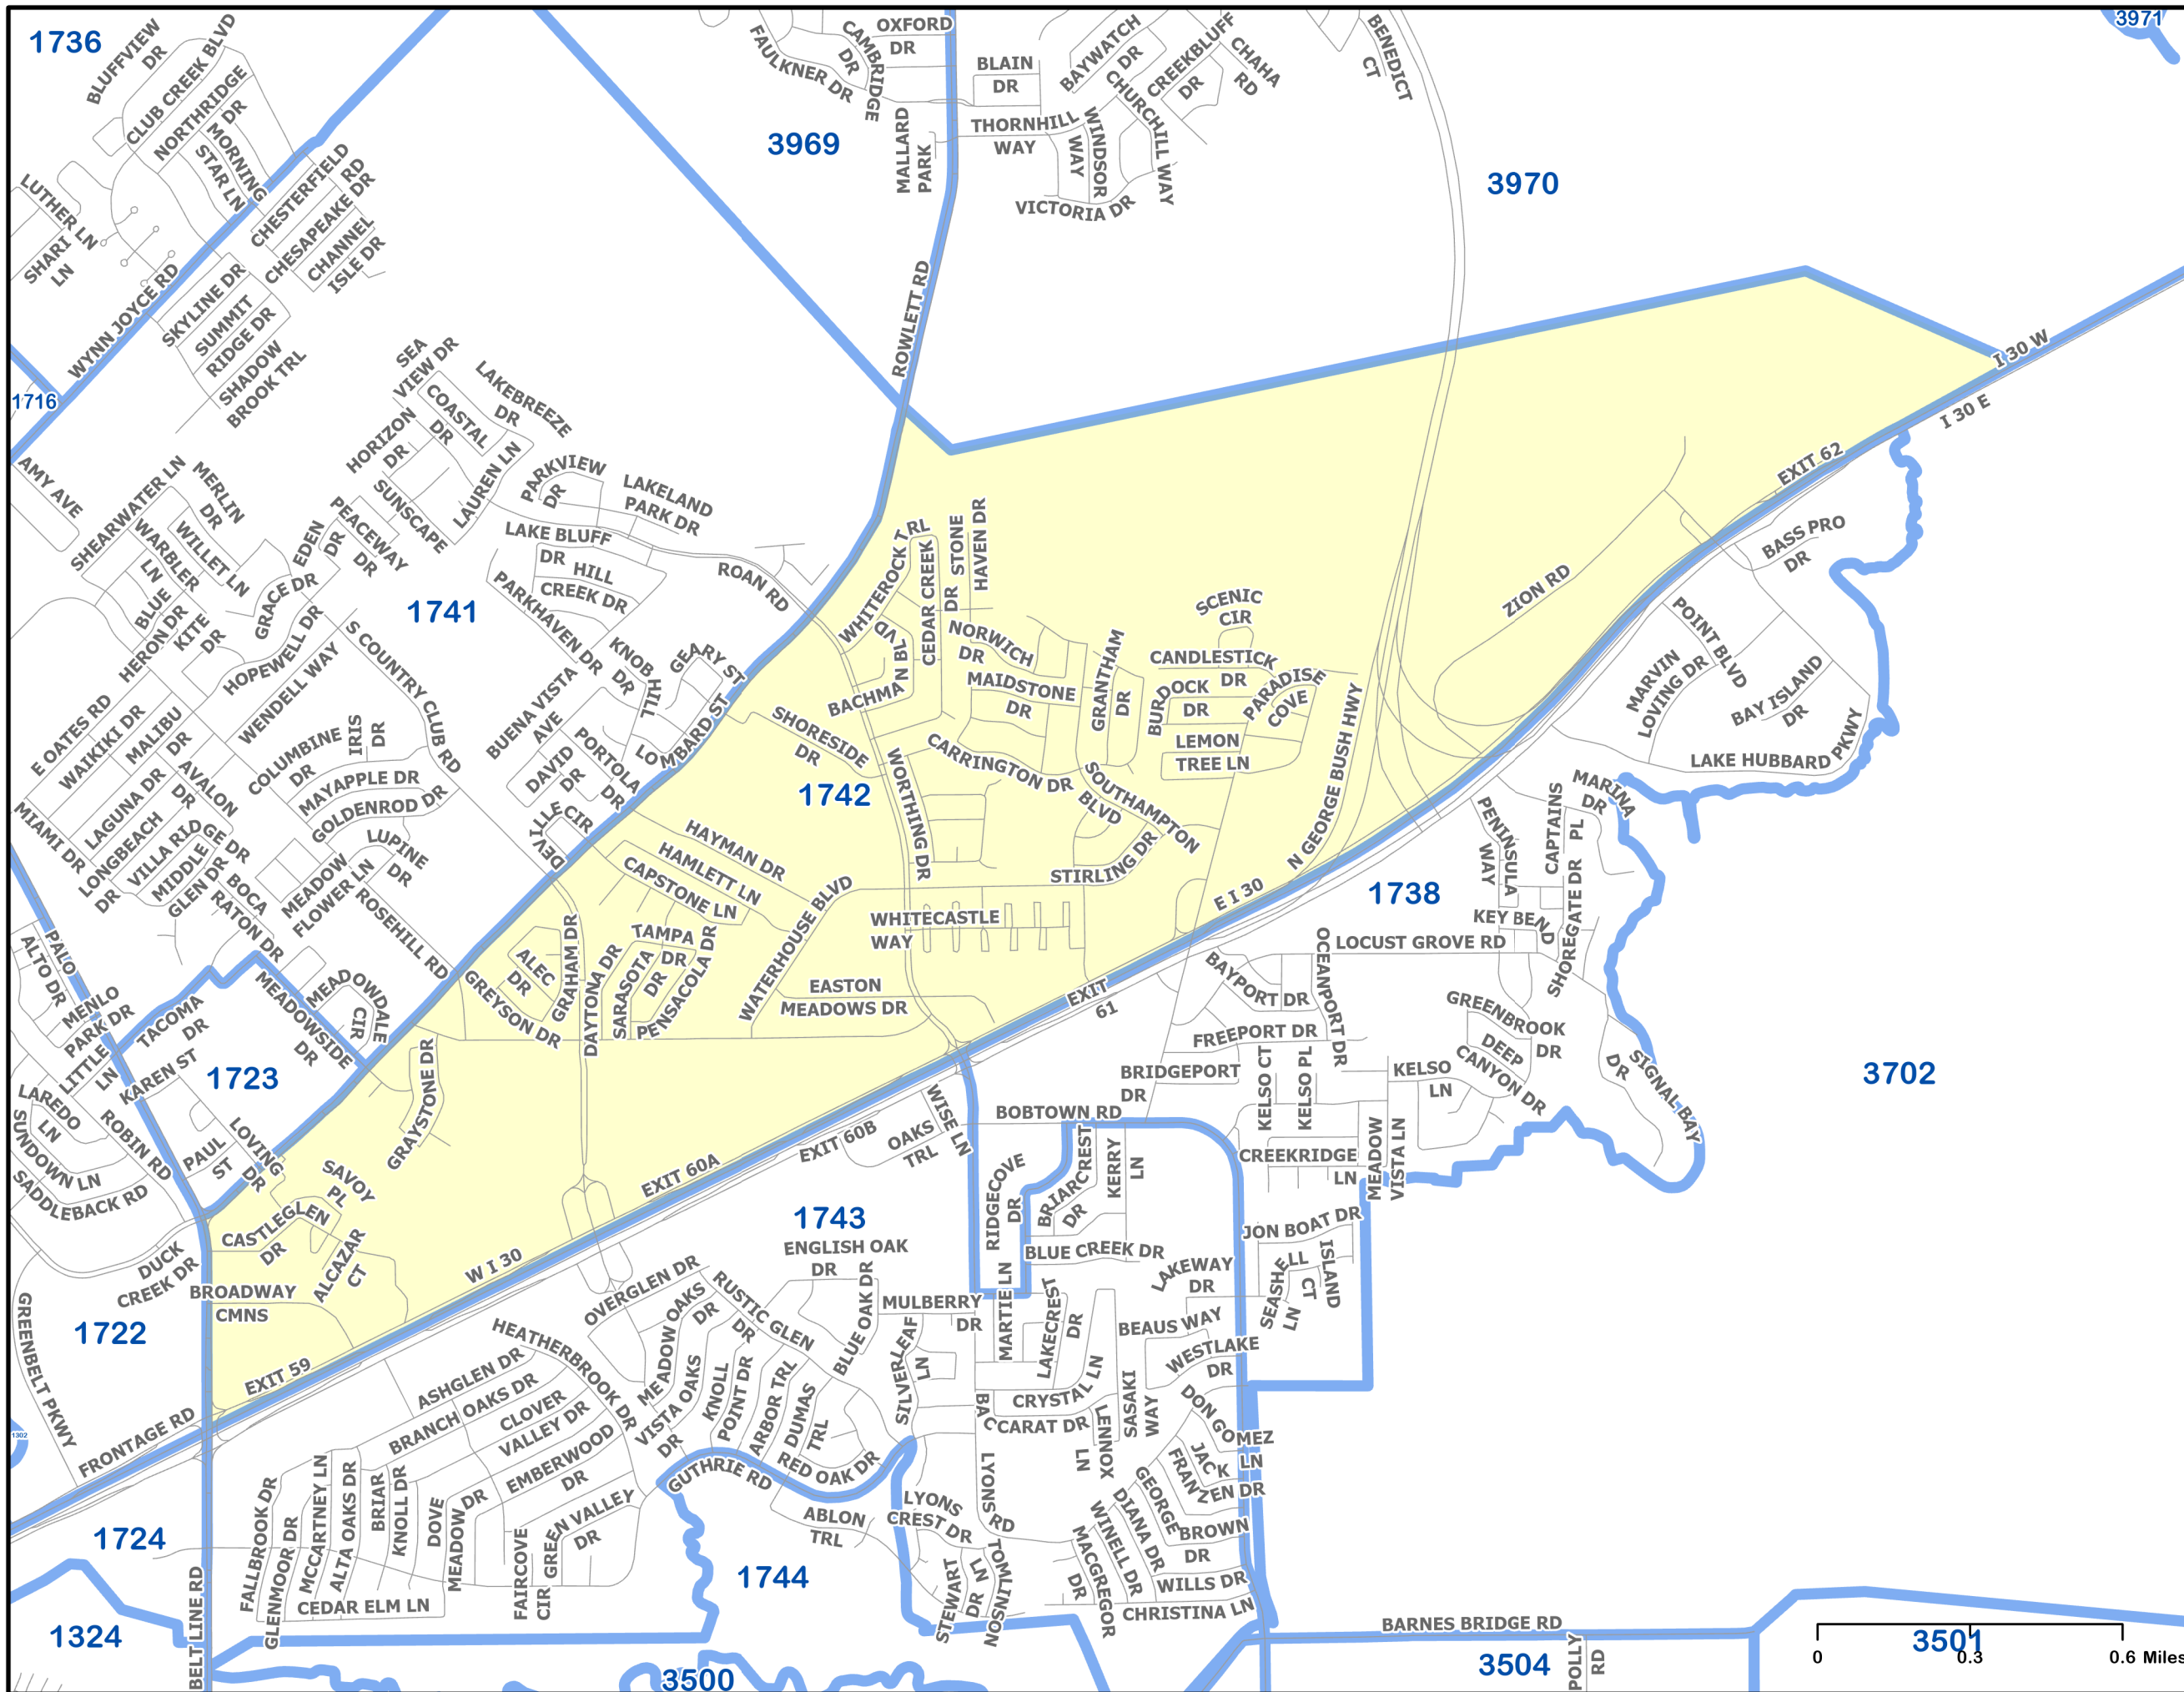 1736
BLUFFVIEW
DR
CLUB CREEK BLVD
NORTHRIDGE
DR
MORNING
STAR LN
LUTHER LN
SHARI
LN
CHESTERFIELD
RD
CHESAPEAKE DR
CHANNEL
ISLE DR
WYNN JOYCE RD
SKYLINE DR
SUMMIT
RIDGE DR
SHADOW
BROOK TRL
1716
FAULKNER DR
CAMBRIDGE
DR
OXFORD
DR
3969
MALLARD
PARK
BLAIN
DR
BAYWATCH
DR
CREEKBLUFF
DR
CHAHA
RD
CHURCHILL WAY
THORNHILL
WAY
WINDSOR
WAY
VICTORIA DR
BENEDICT
CT
3970
3971
ROWLETT RD
I 30 W
I 30 E
EXIT 62
SEA
VIEW DR
COASTAL
DR
LAKEBREEZE
DR
HORIZON
DR
LAUREN LN
SUNSCAPE
PARKVIEW
DR
LAKELAND
PARK DR
LAKE BLUFF
DR
HILL
CREEK DR
PARKHAVEN DR
ROAN RD
AMY AVE
SHEARWATER LN
MERLIN
DR
WARBLER
LN
WILLET LN
BLUE
HERON DR
KITE
DR
EDEN
DR
PEACEWAY
DR
GRACE DR
HOPEWELL DR
WENDELL WAY
1741
S COUNTRY CLUB RD
KNOB
HILL
DR
GEARY ST
BUENA VISTA
AVE
LOMBARD ST
DAVID
DR
PORTOLA
DR
DEVILLE CIR
E OATES RD
WAIKIKI DR
MALIBU
DR
LAGUNA DR
AVALON
DR
LONGBEACH
DR
VILLA RIDGE DR
MIDDLE
GLEN DR
MIAMI DR
BOCA
RATON DR
COLUMBINE
DR
IRIS
DR
MAYAPPLE DR
GOLDENROD DR
LUPINE
DR
MEADOW
FLOWER LN
ROSEHILL RD
WHITEROCK TRL
CEDAR CREEK
DR
STONE
HAVEN DR
BACHMAN BLVD
NORWICH
DR
MAIDSTONE
DR
GRANTHAM
DR
SCENIC
CIR
CANDLESTICK
DR
BURDOCK
DR
PARADISE
COVE
LEMON
TREE LN
ZION RD
SHORESIDE
DR
1742
WORTHING DR
CARRINGTON DR
SOUTHAMPTON
BLVD
STIRLING DR
N GEORGE BUSH HWY
HAYMAN DR
HAMLETT LN
CAPSTONE LN
WATERHOUSE BLVD
WHITECASTLE
WAY
E I 30
BASS PRO
DR
POINT BLVD
MARVIN
LOVING DR
BAY ISLAND
DR
LAKE HUBBARD PKWY
MARINA
DR
CAPTAINS
PL
PENINSULA
WAY
1738
KEY BEND
SHOREGATE DR
LOCUST GROVE RD
ALEC
DR
GRAHAM DR
GREYSON DR
DAYTONA DR
TAMPA
DR
SARASOTA
DR
PENSACOLA DR
EASTON
MEADOWS DR
EXIT
61
BAYPORT DR
OCEANPORT DR
FREEPORT DR
GREENBROOK
DR
DEEP
CANYON DR
SIGNAL BAY
DR
3702
PALO
ALTO DR
MENLO
PARK DR
TACOMA
DR
LITTLE
LN
KAREN ST
MEADOWDALE
CIR
MEADOWSIDE
DR
1723
LAREDO
LN
SUNDOWN LN
ROBIN RD
SADDLEBACK RD
PAUL
ST
LOVING
DR
SAVOY
PL
GRAYSTONE DR
CASTLEGLEN
DR
ALCAZAR
CT
DUCK
CREEK DR
BROADWAY
CMNS
1722
GREENBELT PKWY
EXIT 59
FRONTAGE RD
W I 30
EXIT 60A
EXIT 60B
OAKS
TRL
WISE LN
BRIDGEPORT
DR
KELSO CT
KELSO PL
KELSO
LN
BOBTOWN RD
CREEKRIDGE
LN
MEADOW
VISTA LN
RIDGECOVE
DR
BRIARCREST
DR
KERRY
LN
JON BOAT DR
BLUE CREEK DR
LAKEWAY
DR
SEASHELL
LN
CT
ISLAND
1743
ENGLISH OAK
DR
OVERGLEN DR
RUSTIC GLEN
DR
BLUE OAK DR
MULBERRY
DR
MARTIE LN
LAKECREST
DR
BEAUS WAY
WESTLAKE
DR
HEATHERBROOK DR
MEADOW OAKS
DR
VISTA OAKS
DR
KNOLL
POINT DR
ARBOR TRL
DUMAS
TRL
SILVERLEAF
LN
RED OAK DR
GUTHRIE RD
ASHGLEN DR
BRANCH OAKS DR
CLOVER
VALLEY DR
EMBERWOOD
DR
CRYSTAL LN
BAC
CARAT DR
LENNOX
LN
SASAKI
WAY
DON GOMEZ
LN
JACK
FRANZEN DR
GEORGE
BROWN
DR
DIANA DR
WINELL DR
MACGREGOR
DR
WILLS DR
CHRISTINA LN
LYONS
RD
LYONS
CREST DR
ABLON
TRL
STEWART
DR
TOMLINSON
LN
1302
1724
FALLBROOK DR
GLENMOOR DR
MCCARTNEY LN
ALTA OAKS DR
BRIAR
KNOLL DR
DOVE
MEADOW DR
FAIRCOVE
CIR
GREEN VALLEY
DR
CEDAR ELM LN
BELT LINE RD
1744
1324
3500
BARNES BRIDGE RD
3504
POLLY
RD
3501
0
0.3
0.6 Miles